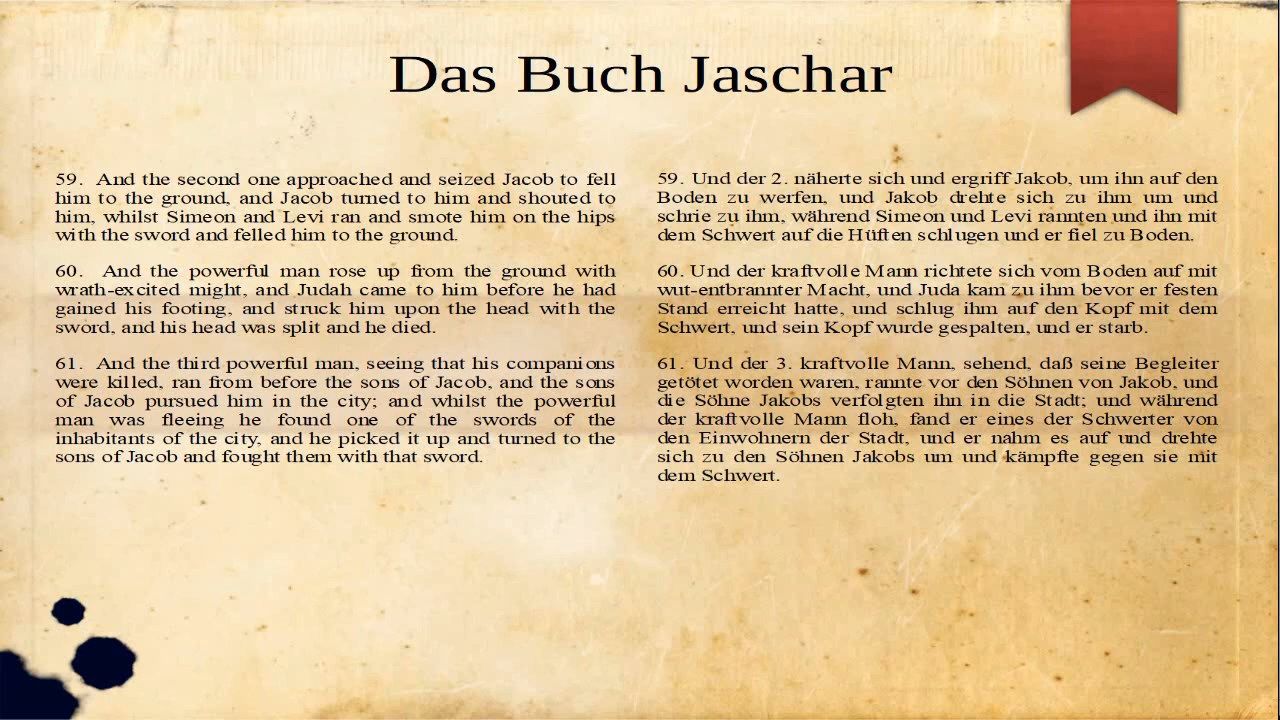 Das Buch Jaschar
59. And the second one approached and seized Jacob to fell
him to the ground, and Jacob turned to him and shouted to
him, whilst Simeon and Levi ran and smote him on the hips
with the sword and felled him to the ground.
60. And the powerful man rose up from the ground with
wrath-excited might, and Judah came to him before he had
gained his footing, and struck him upon the head with the
sword, and his head was split and he died.
61. And the third powerful man, seeing that his companions
were killed, ran from before the sons of Jacob, and the sons
of Jacob pursued him in the city; and whilst the powerful
man was fleeing he found one of the swords of the
inhabitants of the city, and he picked it up and turned to the
sons of Jacob and fought them with that sword.
59. Und der 2. näherte sich und ergriff Jakob, um ihn auf den
Boden zu werfen, und Jakob drehte sich zu ihm um und
schrie zu ihm, während Simeon und Levi rannten und ihn mit
dem Schwert auf die Hüften schlugen und er fiel zu Boden.
60. Und der kraftvolle Mann richtete sich vom Boden auf mit
wut-entbrannter Macht, und Juda kam zu ihm bevor er festen
Stand erreicht hatte, und schlug ihm auf den Kopf mit dem
Schwert, und sein Kopf wurde gespalten, und er starb.
61. Und der 3. kraftvolle Mann, sehend, daß seine Begleiter
getötet worden waren, rannte vor den Söhnen von Jakob, und
die Söhne Jakobs verfolgten ihn in die Stadt; und während
der kraftvolle Mann floh, fand er eines der Schwerter von
den Einwohnern der Stadt, und er nahm es auf und drehte
sich zu den Söhnen Jakobs um und kämpfte gegen sie mit
dem Schwert.